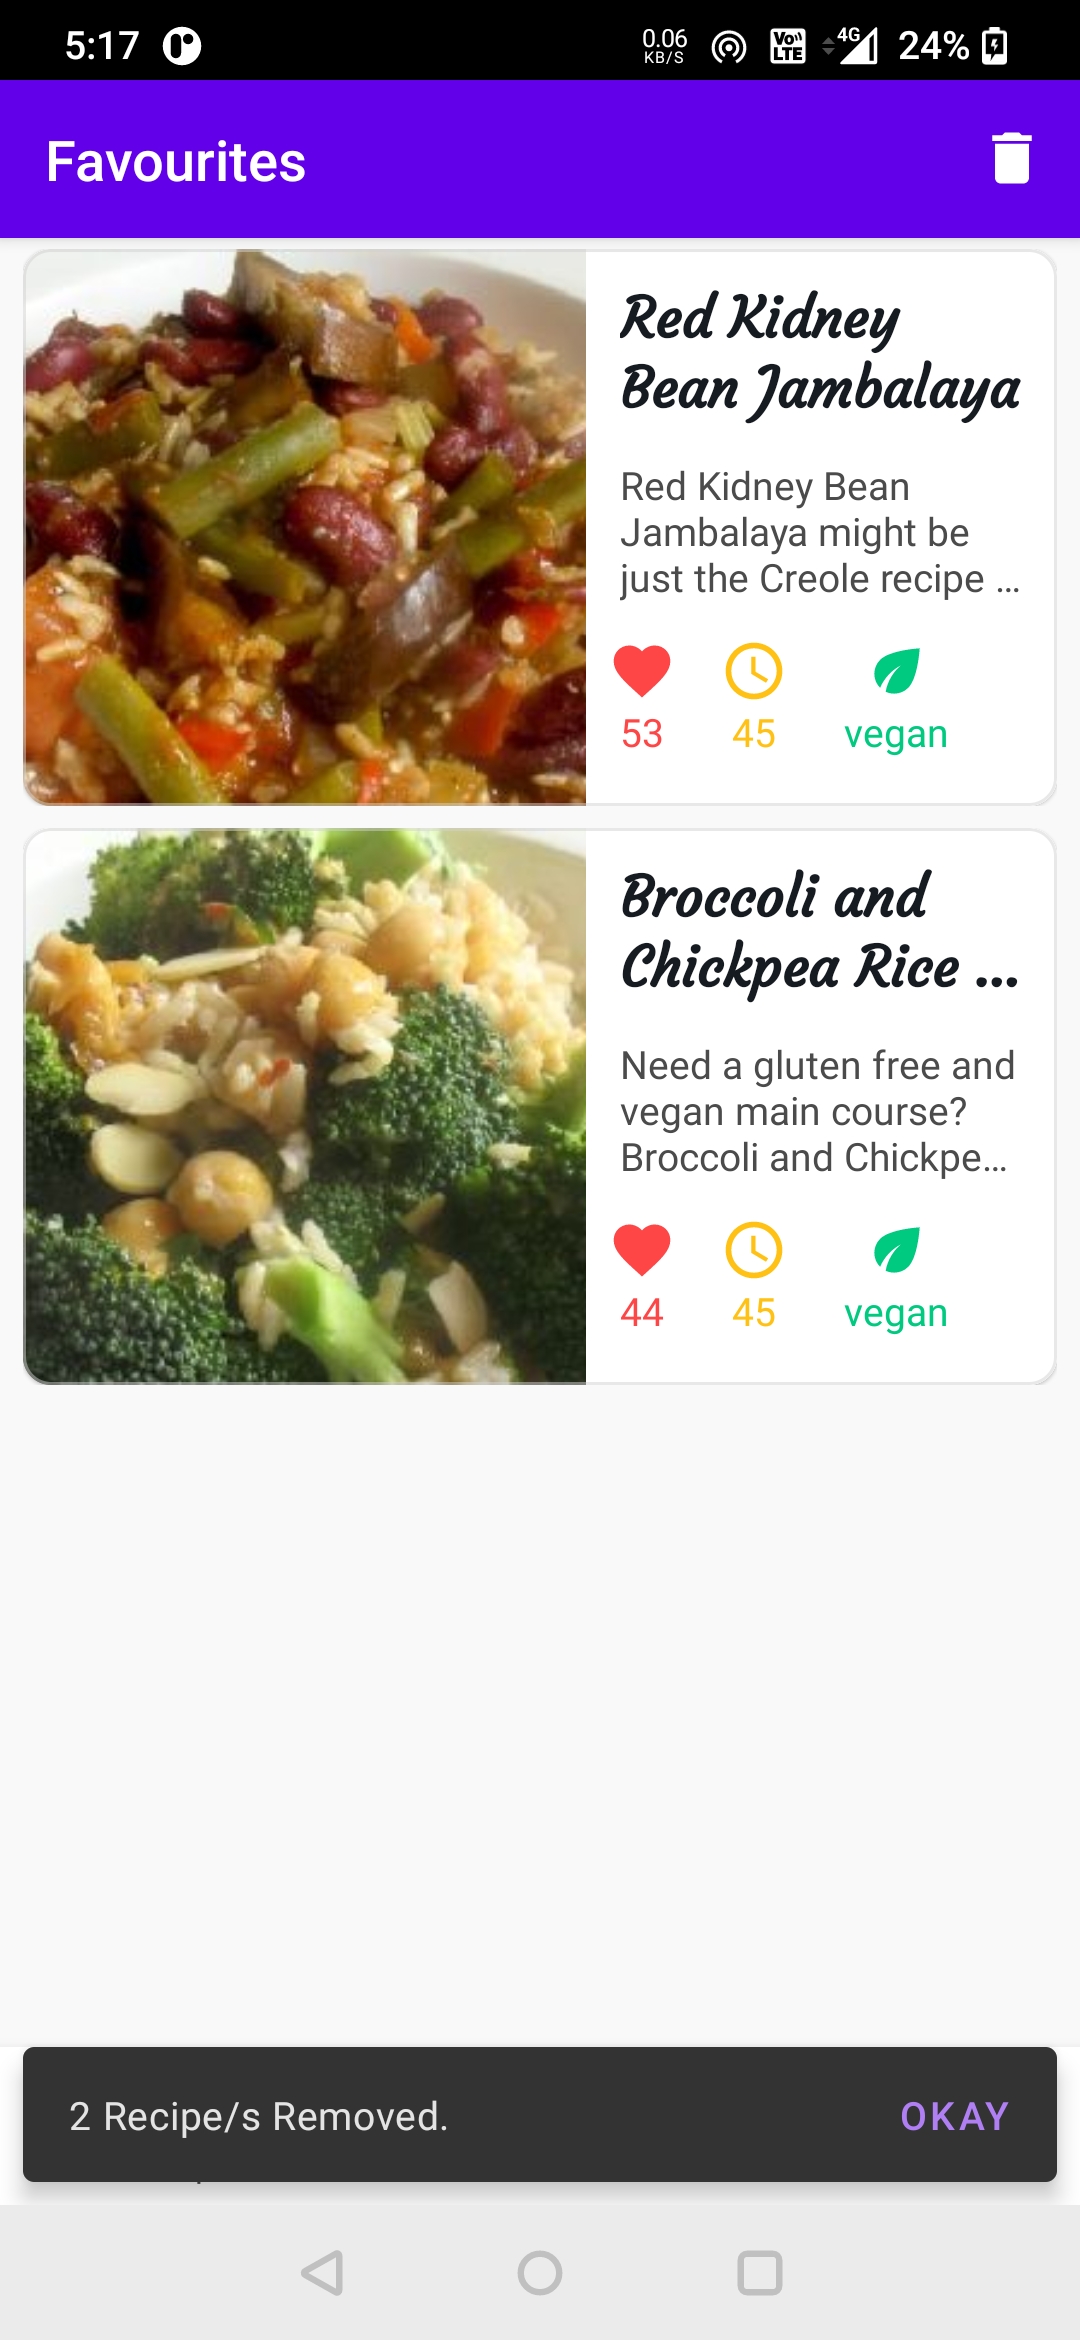 5:17
0.06
KB/S
Vo
LTE
4G
24%
Favourites
Red Kidney
Bean Jambalaya
Red Kidney Bean
Jambalaya might be
just the Creole recipe ...
53
45
vegan
Broccoli and
Chickpea Rice ...
Need a gluten free and
vegan main course?
Broccoli and Chickpe...
44
45
vegan
2 Recipe/s Removed.
OKAY